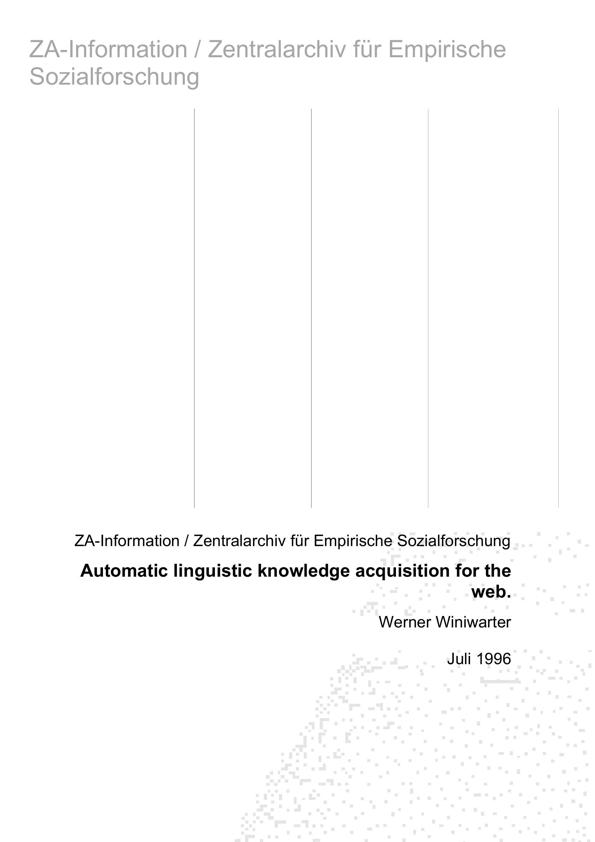 ZA-Information / Zentralarchiv für Empirische
Sozialforschung
ZA-Information / Zentralarchiv für Empirische Sozialforschung
Automatic linguistic knowledge acquisition for the
web.
Werner Winiwarter
Juli 1996